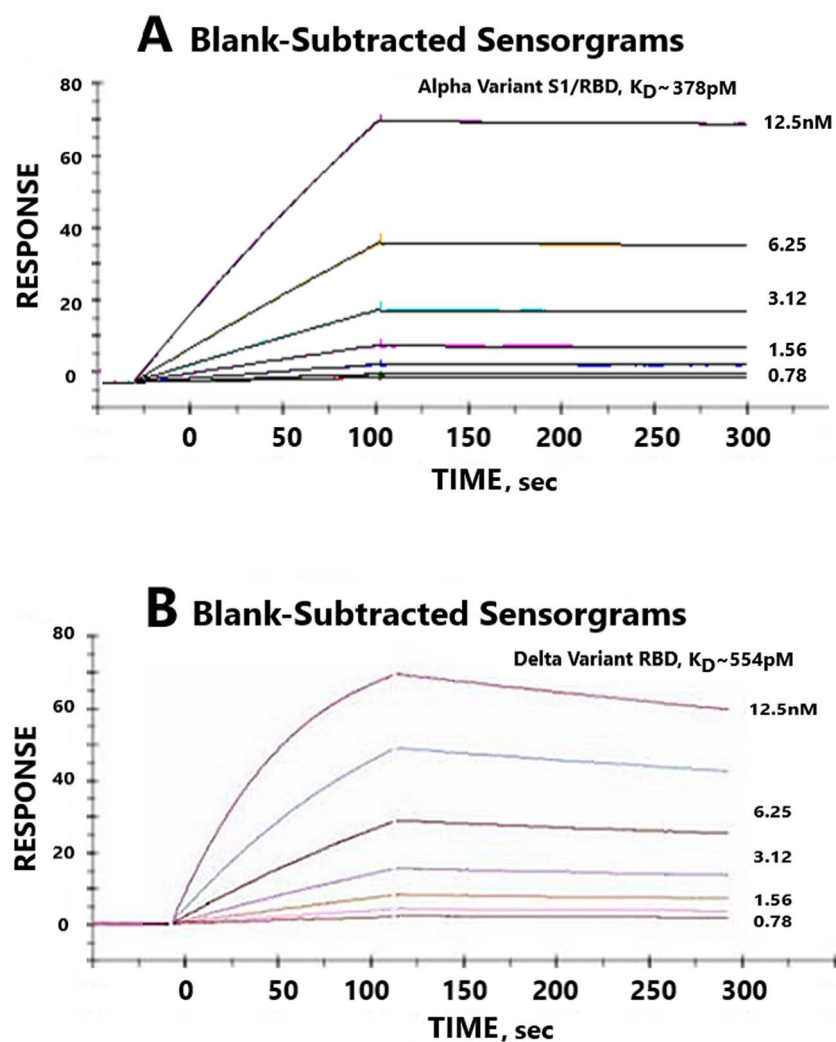 A Blank-Subtracted Sensorgrams
Alpha Variant S1/RBD, KD~378pM
80
60
40
20
0
RESPONSE
12.5nM
6.25
3.12
1.56
0.78
0 50 100 150 200 250 300
TIME, sec
B Blank-Subtracted Sensorgrams
Delta Variant RBD, KD~554pM
80
60
40
20
0
RESPONSE
12.5nM
6.25
3.12
1.56
0.78
0 50 100 150 200 250 300
TIME, sec